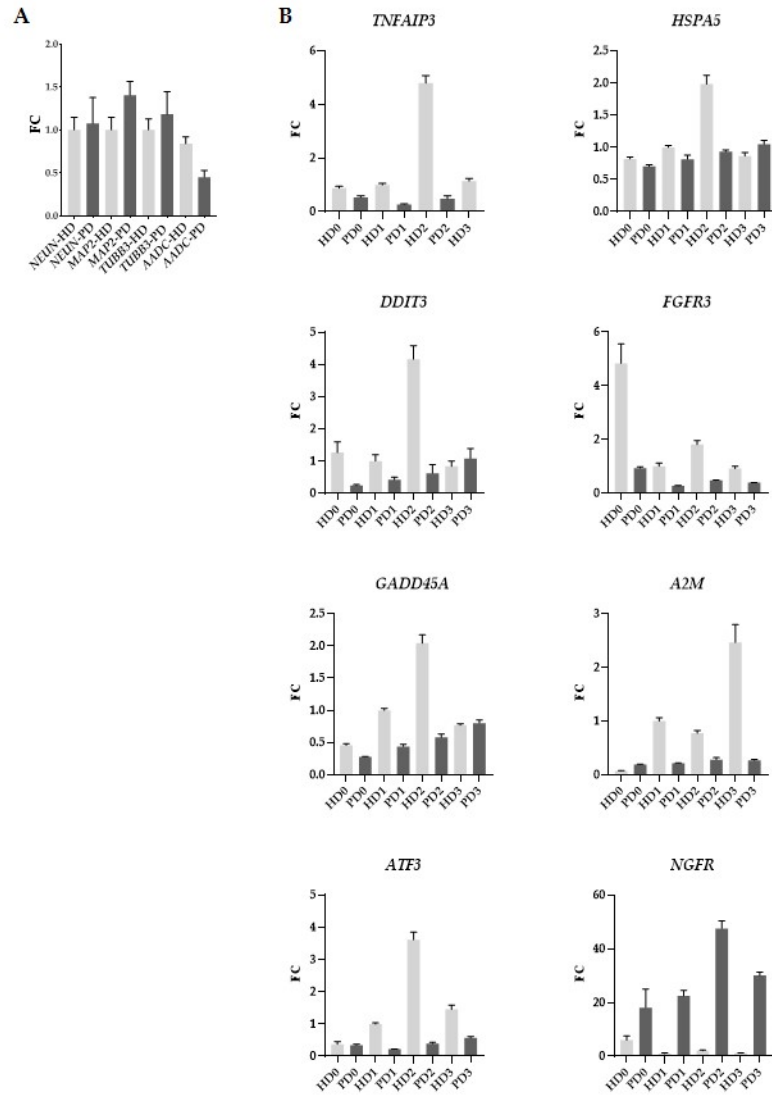 A
B
2.0
1.5
1.0
0.5
0.0
FC
NEUN-HD
NEUN-PD
MAP2-HD
MAP2-PD
TUBB3-HD
TUBB3-PD
AADC-HD
AADC-PD
TNFAIP3
6
4
2
0
FC
HD0
PD0
HD1
PD1
HD2
PD2
HD3
HSPA5
2.5
2.0
1.5
1.0
0.5
0.0
FC
HD0
PD0
HD1
PD1
HD2
PD2
HD3
PD3
DDIT3
5
4
3
2
1
0
FC
HD0
PD0
HD1
PD1
HD2
PD2
HD3
PD3
FGFR3
6
4
2
0
FC
HD0
PD0
HD1
PD1
HD2
PD2
HD3
PD3
GADD45A
2.5
2.0
1.5
1.0
0.5
0.0
FC
HD0
PD0
HD1
PD1
HD2
PD2
HD3
PD3
A2M
3
2
1
0
FC
HD0
PD0
HD1
PD1
HD2
PD2
HD3
PD3
ATF3
5
4
3
2
1
0
FC
HD0
PD0
HD1
PD1
HD2
PD2
HD3
PD3
NGFR
60
40
20
0
FC
HD0
PD0
HD1
PD1
HD2
PD2
HD3
PD3